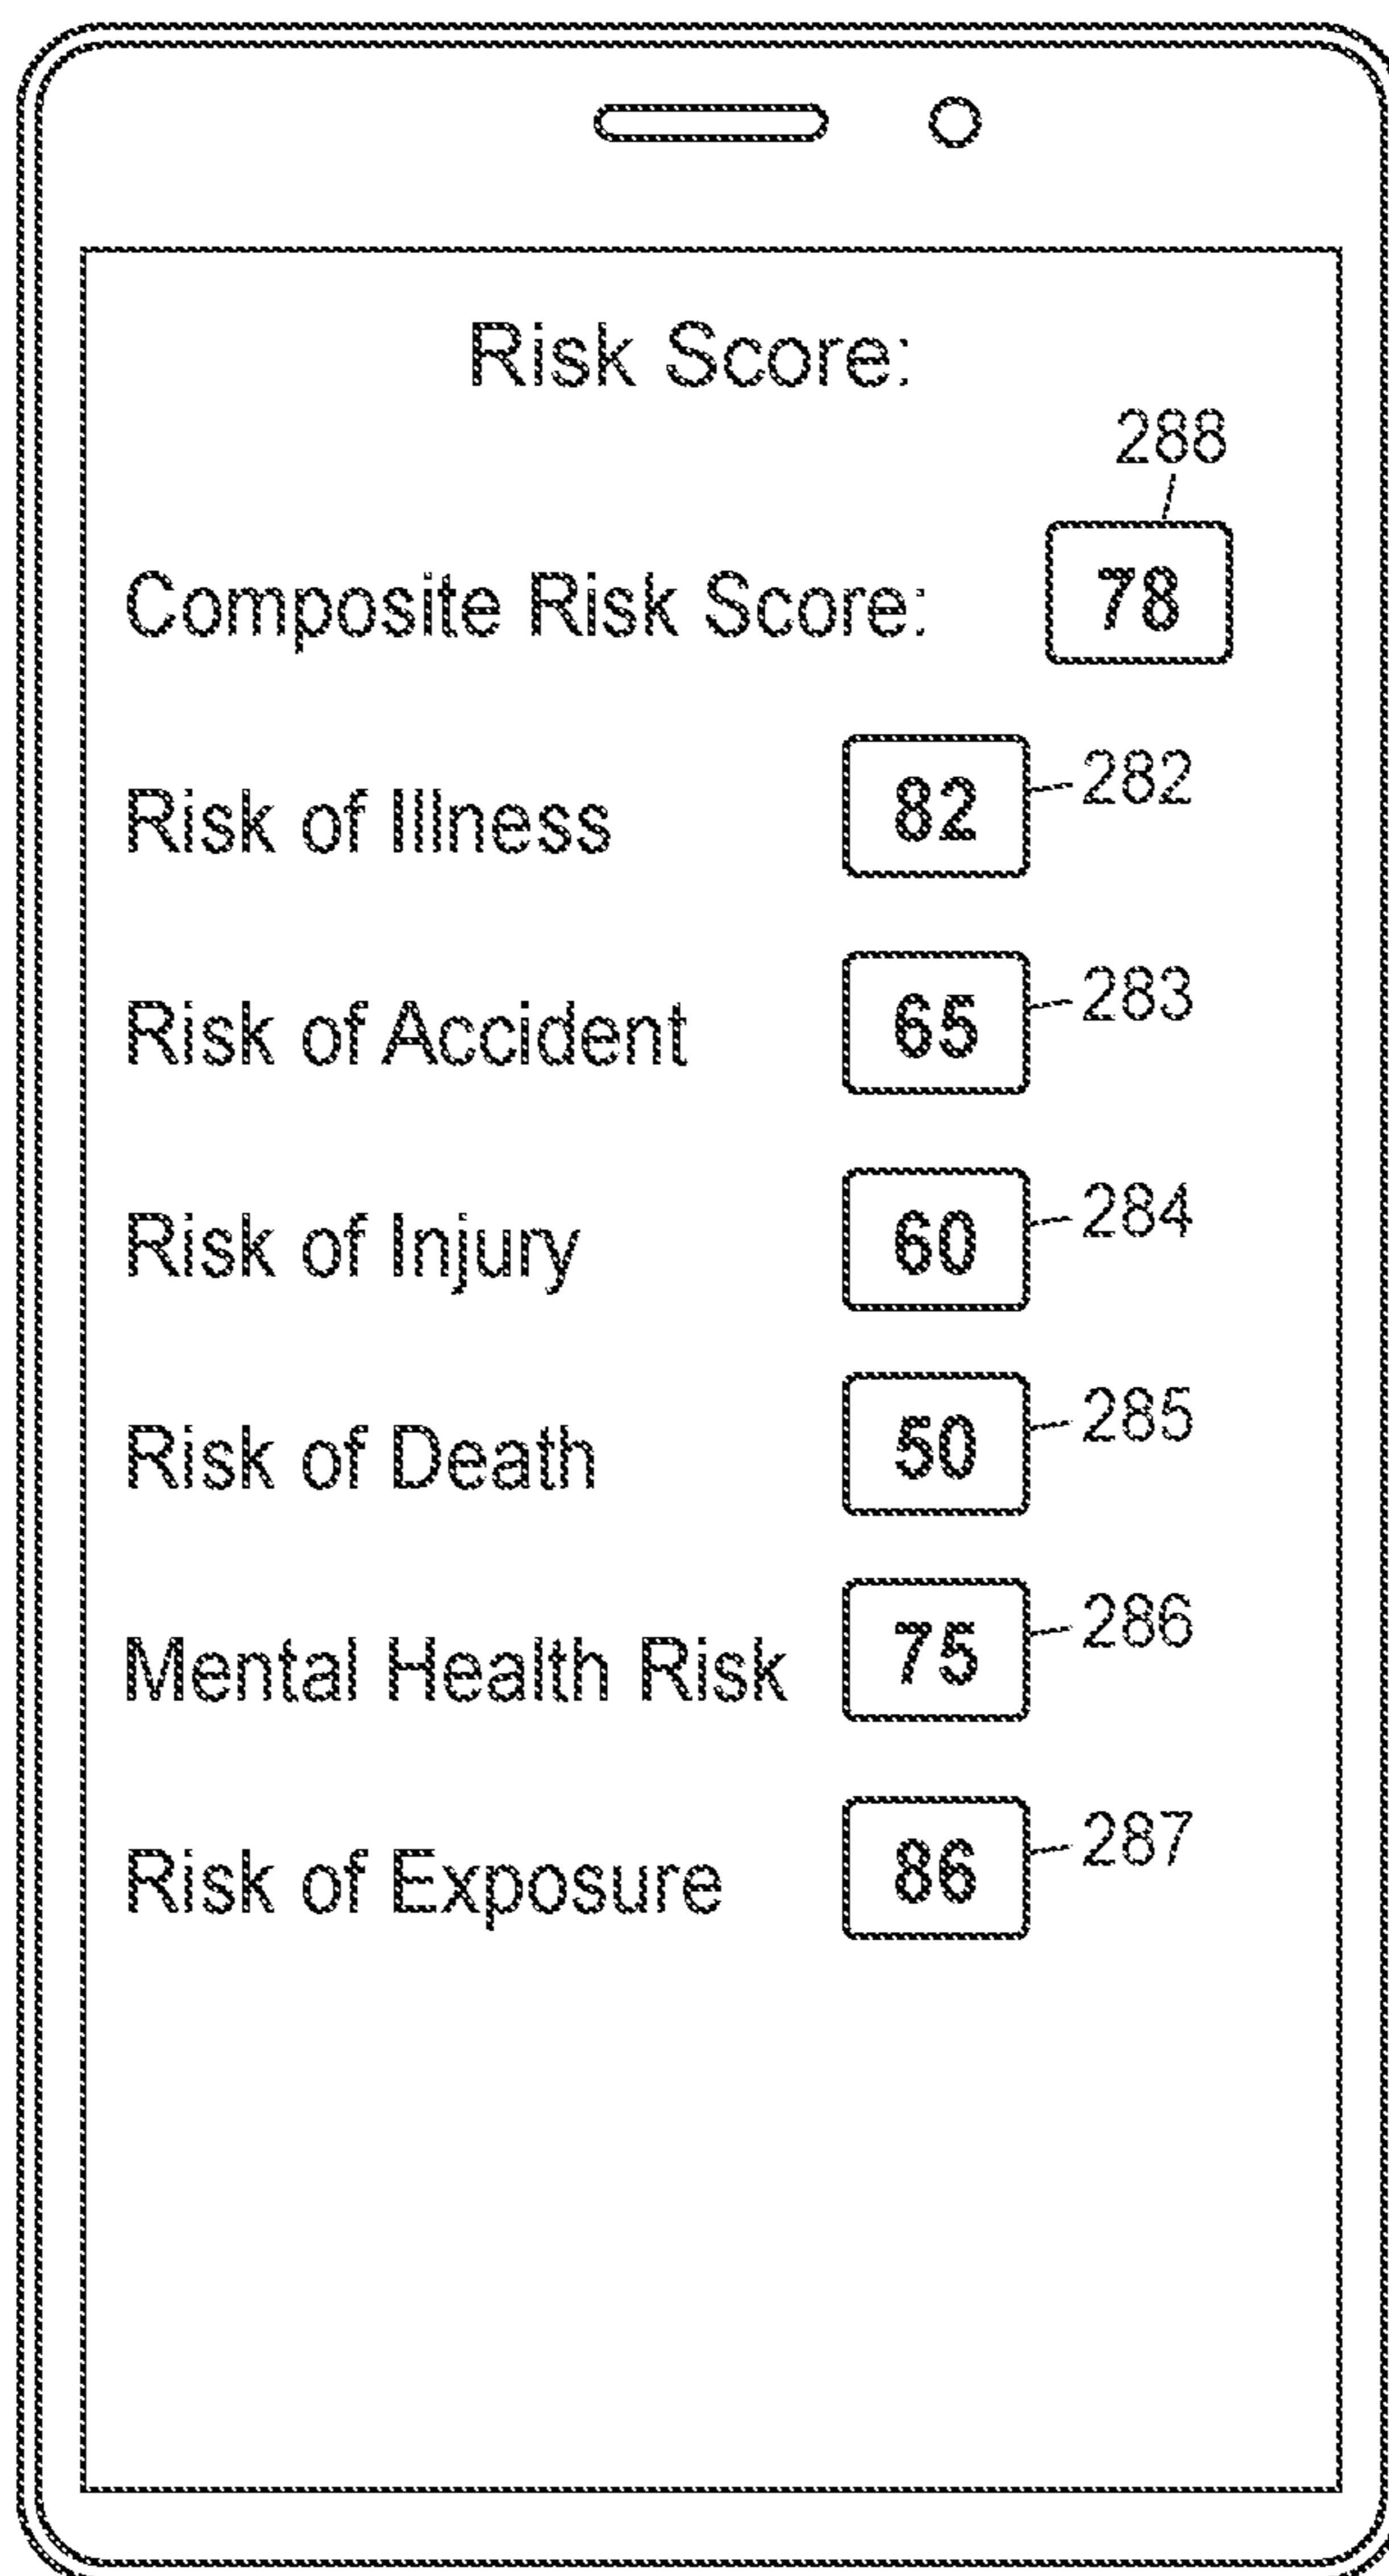 Risk Score:
288
Composite Risk Score: 78
Risk of Illness 82 282
Risk of Accident 65 283
Risk of Injury 60 284
Risk of Death 50 285
Mental Health Risk 75 286
Risk of Exposure 86 287